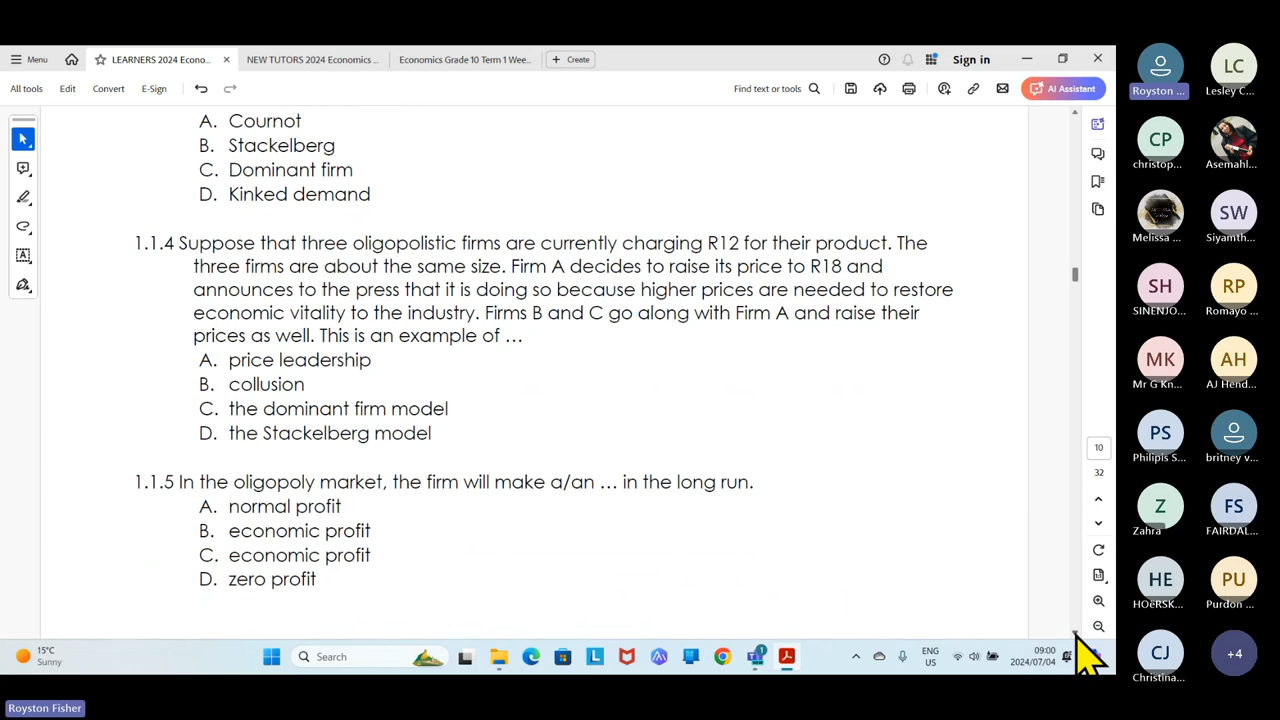 Menu
LEARNERS 2024 Econo...
NEW TUTORS 2024 Economics ...
Economics Grade 10 Term 1 Wee...
Create
Sign in
All tools
Edit
Convert
E-Sign
Find text or tools
AI Assistant
A. Cournot
B. Stackelberg
C. Dominant firm
D. Kinked demand
1.1.4 Suppose that three oligopolistic firms are currently charging R12 for their product. The
three firms are about the same size. Firm A decides to raise its price to R18 and
announces to the press that it is doing so because higher prices are needed to restore
economic vitality to the industry. Firms B and C go along with Firm A and raise their
prices as well. This is an example of …
A. price leadership
B. collusion
C. the dominant firm model
D. the Stackelberg model
1.1.5 In the oligopoly market, the firm will make a/an … in the long run.
A. normal profit
B. economic profit
C. economic profit
D. zero profit
10
32
15°C
Sunny
Search
ENG
US
09:00
2024/07/04
Royston ...
LC
Lesley C...
CP
christop...
Asemahl...
Melissa ...
SW
Siyamth...
SH
SINENJO...
RP
Romayo ...
MK
Mr G Kn...
AH
AJ Hend...
PS
Philipis S...
britney v...
Z
Zahra
FS
FAIRDAL...
HE
HOërSK...
PU
Purdon ...
CJ
Christina...
+4
Royston Fisher